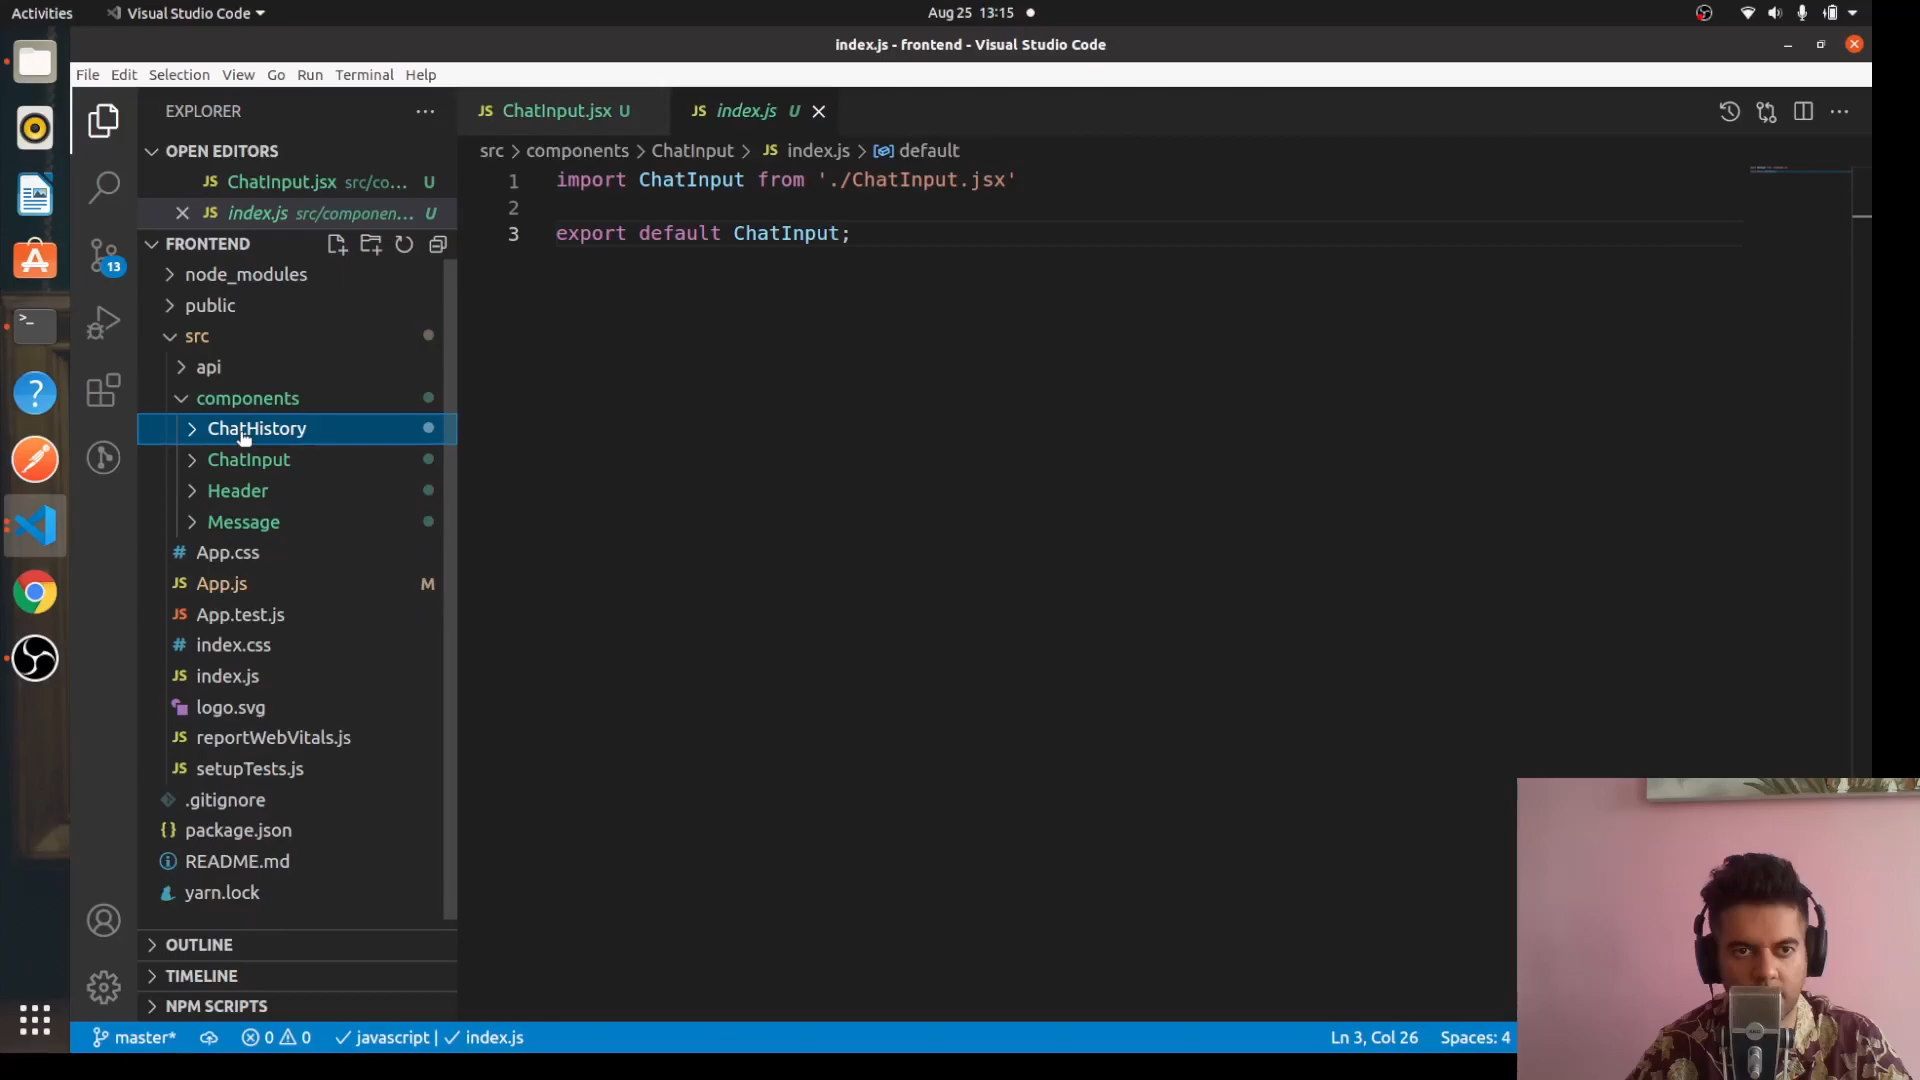 Activities Visual Studio Code Aug 25 13:15
index.js - frontend - Visual Studio Code
File Edit Selection View Go Run Terminal Help
EXPLORER
OPEN EDITORS
JS ChatInput.jsx src/co... U
JS index.js src/componen... U
FRONTEND
node_modules
public
src
api
components
ChatHistory
ChatInput
Header
Message
# App.css
JS App.js M
JS App.test.js
# index.css
JS index.js
logo.svg
JS reportWebVitals.js
JS setupTests.js
.gitignore
{} package.json
README.md
yarn.lock
OUTLINE
TIMELINE
NPM SCRIPTS
13
JS ChatInput.jsx U JS index.js U
src > components > ChatInput > JS index.js > default
1 import ChatInput from './ChatInput.jsx'
2
3 export default ChatInput;
master* 0 0 javascript | index.js Ln 3, Col 26 Spaces: 4